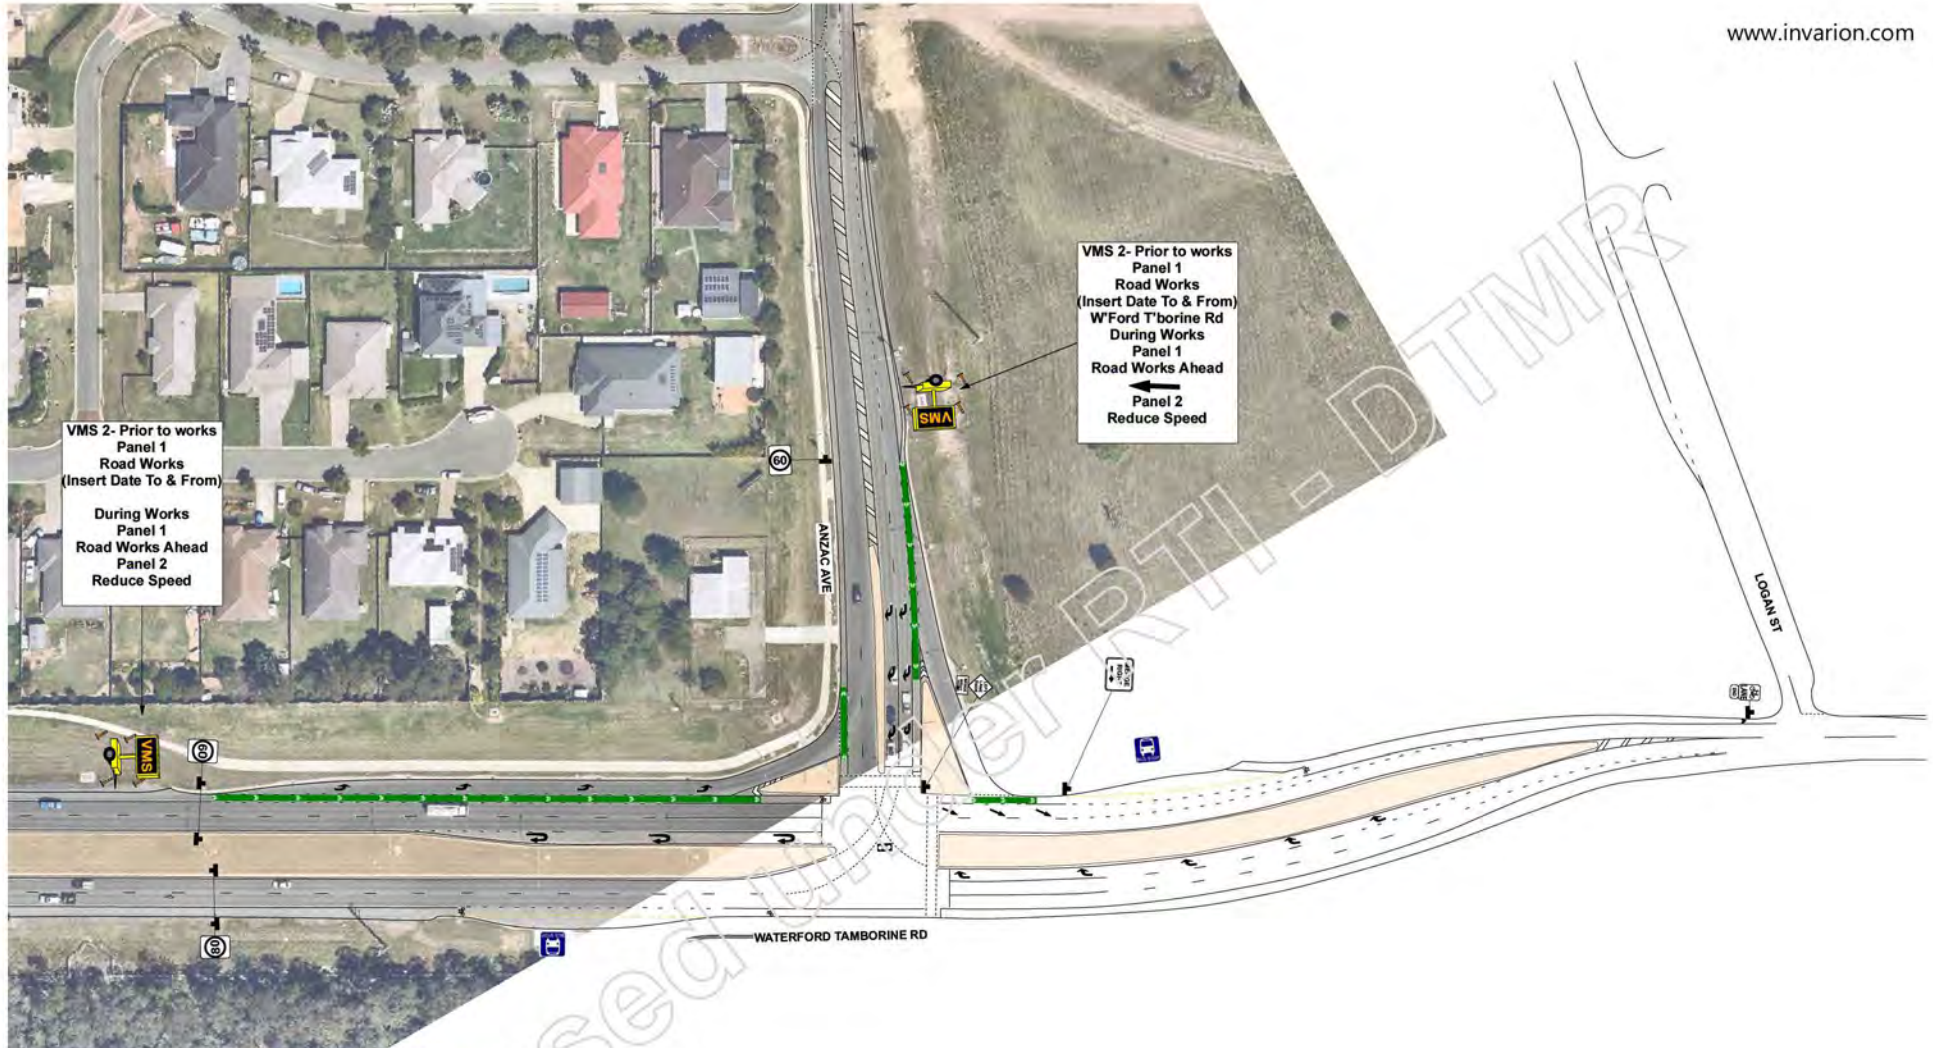 www.invarion.com
VMS 2- Prior to works
Panel 1
Road Works
(Insert Date To & From)
W'Ford T'borine Rd
During Works
Panel 1
Road Works Ahead
Panel 2
Reduce Speed
VMS
VMS 2- Prior to works
Panel 1
Road Works
(Insert Date To & From)
During Works
Panel 1
Road Works Ahead
Panel 2
Reduce Speed
VMS
60
60
80
ANZAC AVE
LOGAN ST
WATERFORD TAMBORINE RD
sed under RTI - DTMR